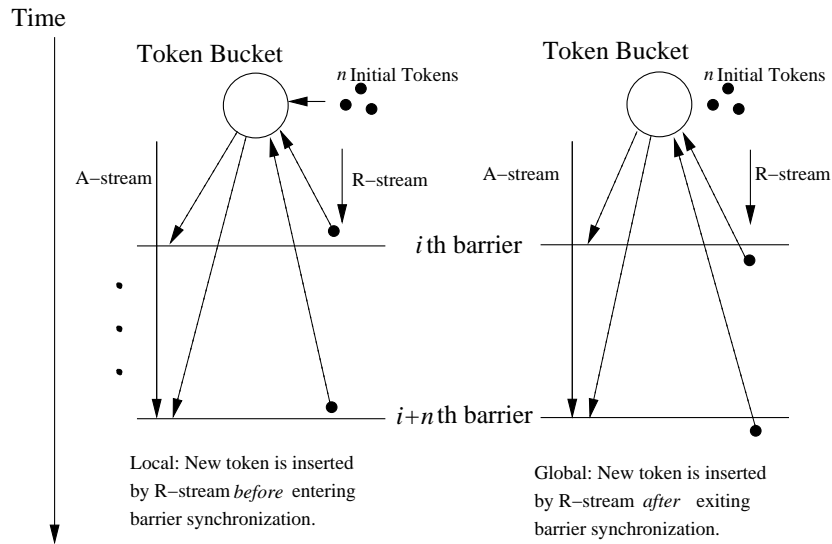 Time
Token Bucket
n Initial Tokens
A−stream
R−stream
Token Bucket
n Initial Tokens
A−stream
R−stream
i th barrier
i+n th barrier
Local: New token is inserted
by R−stream before entering
barrier synchronization.
Global: New token is inserted
by R−stream after exiting
barrier synchronization.